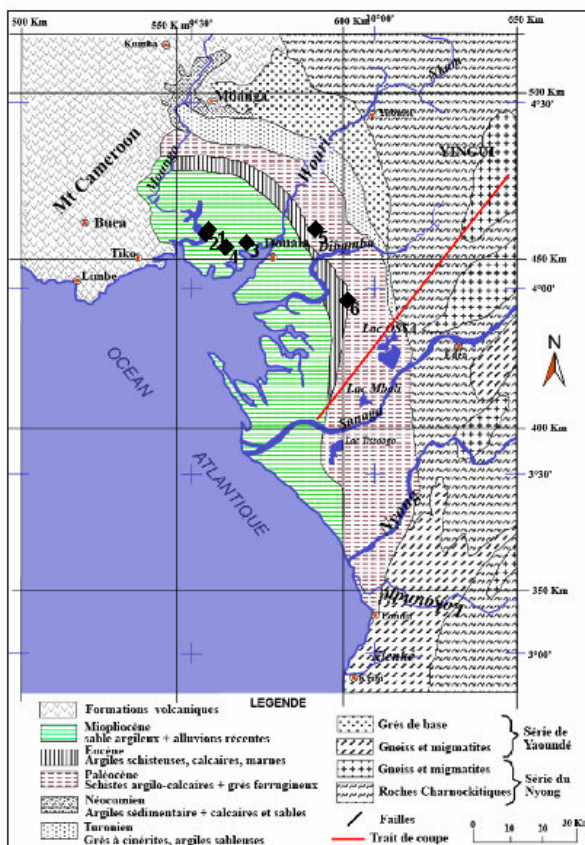 500 Km
550 Km
9°30"
600 Km
10°00"
650 Km
Kumba
Nkam
500 Km
4°30"
Mbanga
Yabassi
YINGUI
Mt Cameroon
Mungo
Wouri
Buea
1
2
3
4
5
Douala
Dibamba
Tiko
450 Km
4°00'
Limbe
6
Lac OSSA
N
Edéa
OCEAN
Lac Mbali
Sanaga
400 Km
Lac Tissongo
3°30'
ATLANTIQUE
Nyong
350 Km
Lokoundje
3°00'
Kienke
Kribi
LEGENDE
Formations volcaniques
Miopliocène
sable argileux + alluvions récentes
Eocène
Argiles schisteuses, calcaires, marnes
Paléocène
Schistes argilo-calcaires + grès ferrugineux
Néocomien
Argiles sédimentaire + calcaires et sables
Turonien
Grès à cinérites, argiles sableuses
Grès de base
Gneiss et migmatites
Série de
Yaoundé
Gneiss et migmatites
Roches Charnockitiques
Série du
Nyong
Failles
Trait de coupe
0 10 20 Km